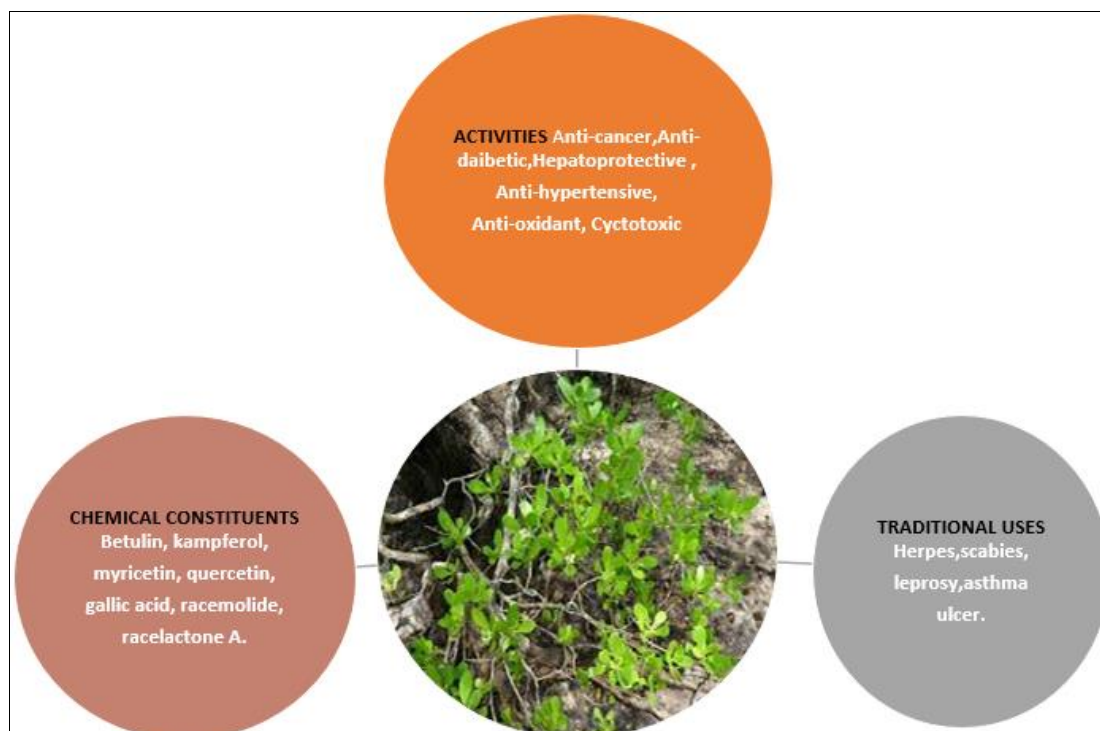 ACTIVITIES Anti-cancer,Anti-
daibetic,Hepatoprotective ,
Anti-hypertensive,
Anti-oxidant, Cyctotoxic
CHEMICAL CONSTITUENTS
Betulin, kampferol,
myricetin, quercetin,
gallic acid, racemolide,
racelactone A.
TRADITIONAL USES
Herpes,scabies,
leprosy,asthma
ulcer.